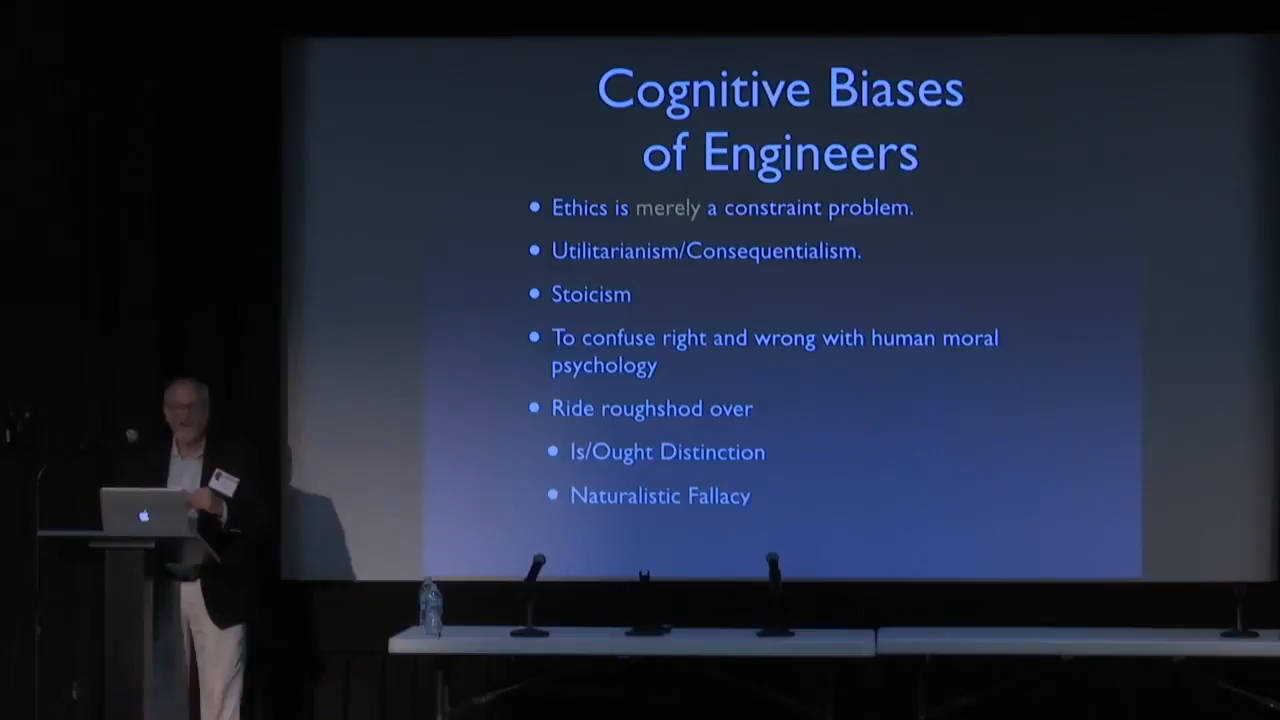 Cognitive Biases
of Engineers
Ethics is merely a constraint problem.
Utilitarianism/Consequentialism.
Stoicism
To confuse right and wrong with human moral
psychology
Ride roughshod over
Is/Ought Distinction
Naturalistic Fallacy